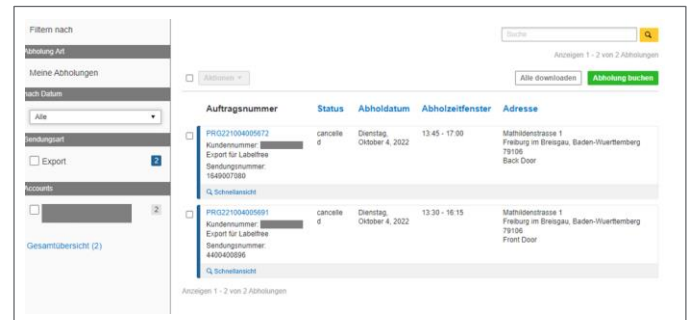 Filtern nach
Abholung Art
Meine Abholungen
nach Datum
Alle
Sendungsart
Export 2
Accounts
2
Gesamtübersicht (2)
Suche
Anzeigen 1 - 2 von 2 Abholungen
Aktionen
Alle downloaden Abholung buchen
Auftragsnummer Status Abholdatum Abholzeitfenster Adresse
PRG221004005672 cancelle Dienstag, 13:45 - 17:00 Mathildenstrasse 1
Kundennummer: d Oktober 4, 2022 Freiburg im Breisgau, Baden-Wuerttemberg
Export für Labelfree 79106
Sendungsnummer: Back Door
1649007080
Schnellansicht
PRG221004005691 cancelle Dienstag, 13:30 - 16:15 Mathildenstrasse 1
Kundennummer: d Oktober 4, 2022 Freiburg im Breisgau, Baden-Wuerttemberg
Export für Labelfree 79106
Sendungsnummer: Front Door
4400400896
Schnellansicht
Anzeigen 1 - 2 von 2 Abholungen